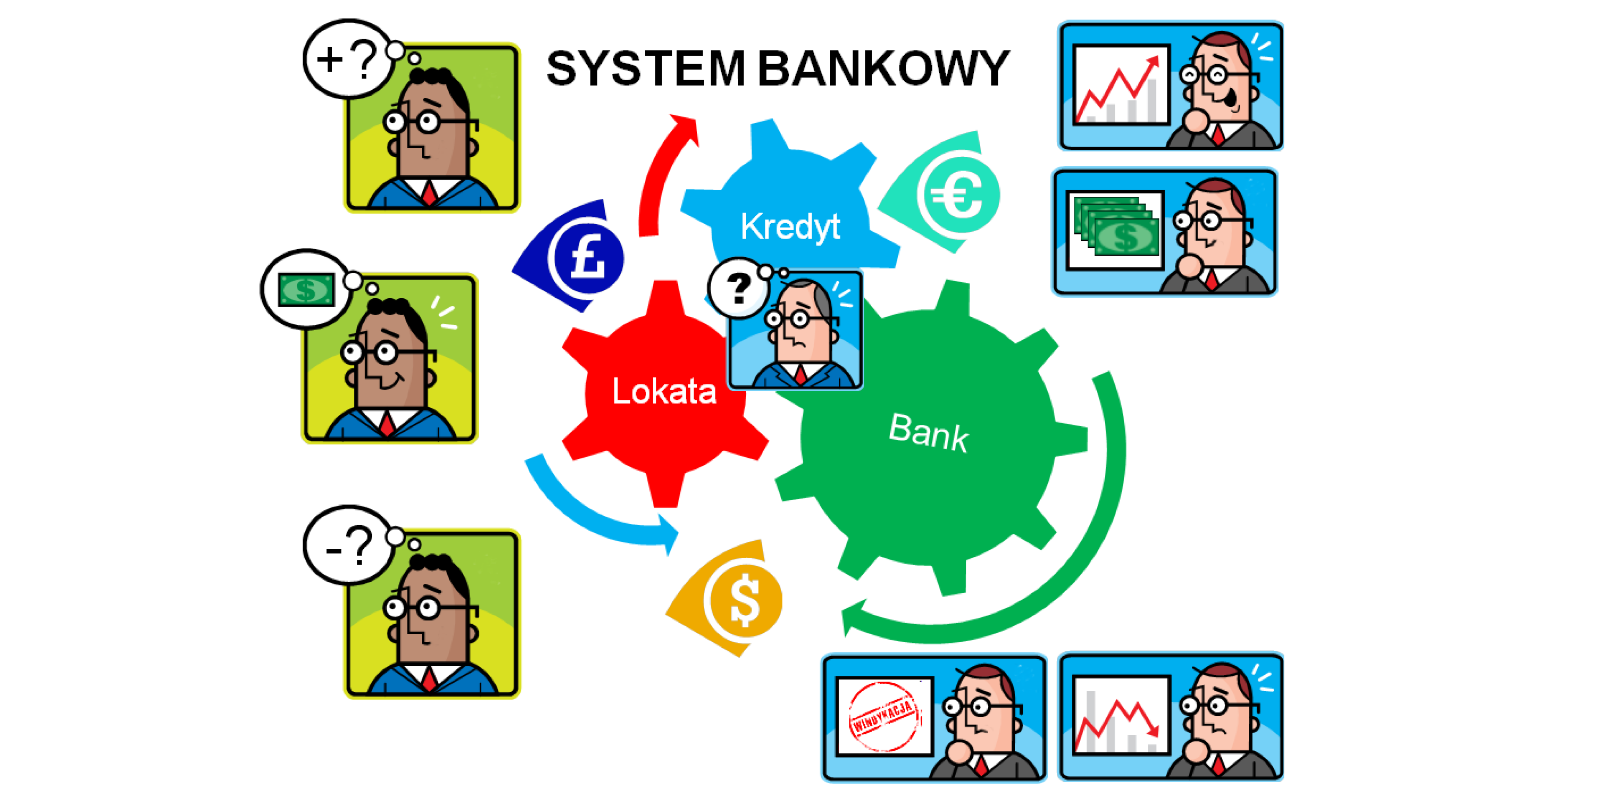 +?
SYSTEM BANKOWY
€
Kredyt
£
$
$
?
Lokata
Bank
-?
$
WINDYKACJA